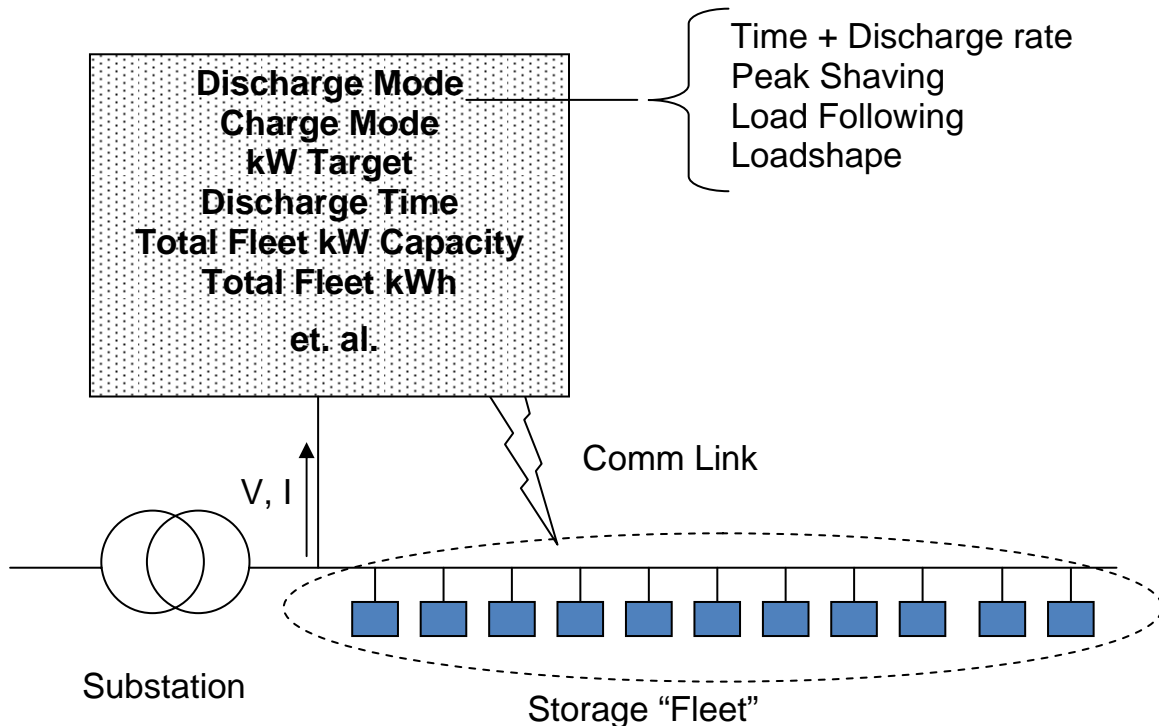 Discharge Mode
Charge Mode
kW Target
Discharge Time
Total Fleet kW Capacity
Total Fleet kWh
et. al.
Time + Discharge rate
Peak Shaving
Load Following
Loadshape
Comm Link
V, I
Substation
Storage “Fleet”